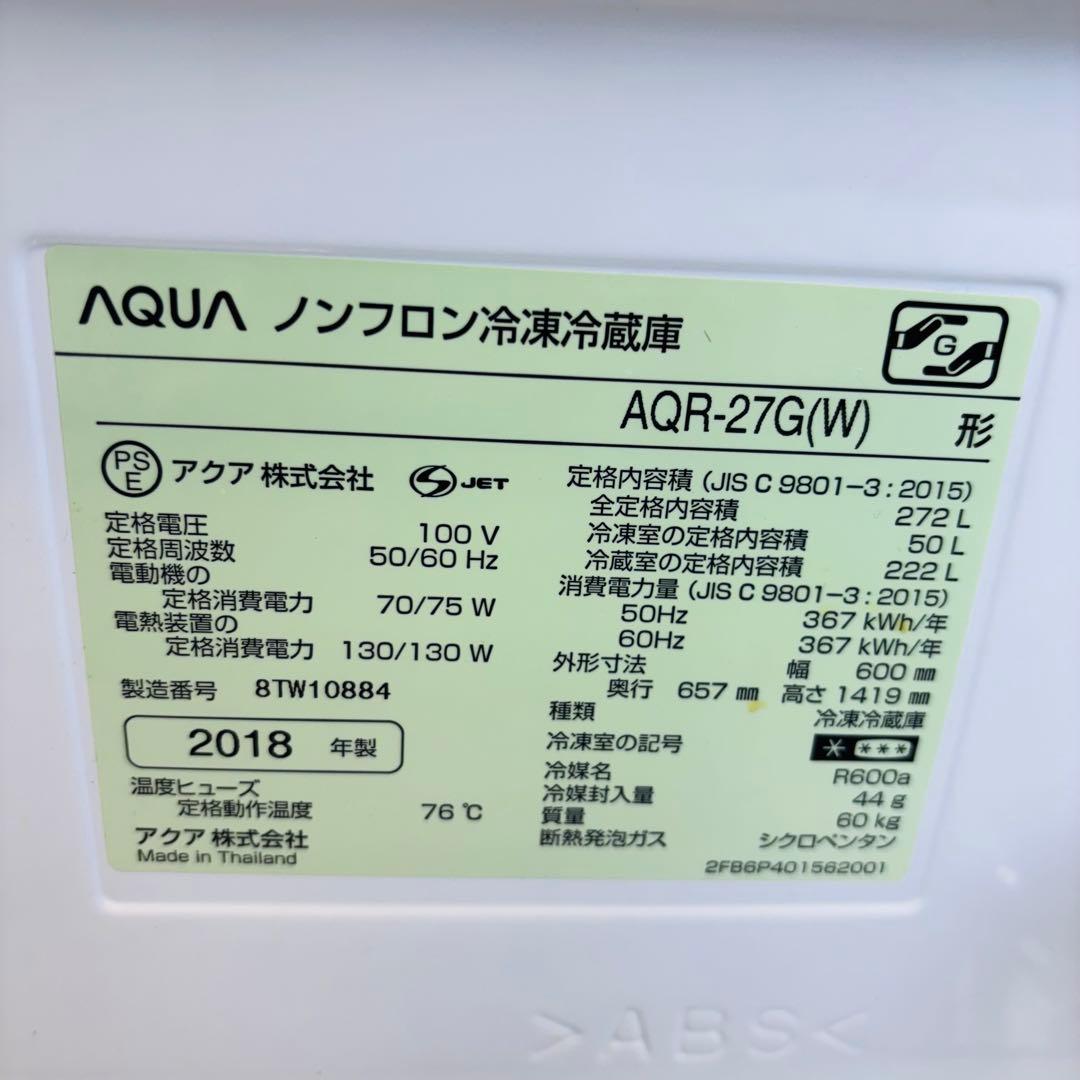 AQUA ノンフロン冷凍冷蔵庫
G
AQR-27G(W) 形
PSE アクア 株式会社 S JET
定格電圧 100 V
定格周波数 50/60 Hz
電動機の
定格消費電力 70/75 W
電熱装置の
定格消費電力 130/130 W
製造番号 8TW10884
2018 年製
温度ヒューズ
定格動作温度 76 ℃
アクア 株式会社
Made in Thailand
定格内容積 (JIS C 9801-3 : 2015)
全定格内容積 272 L
冷凍室の定格内容積 50 L
冷蔵室の定格内容積 222 L
消費電力量 (JIS C 9801-3 : 2015)
50Hz 367 kWh/年
60Hz 367 kWh/年
外形寸法 幅 600 ㎜
奥行 657 ㎜ 高さ 1419 ㎜
種類 冷凍冷蔵庫
冷凍室の記号 * ***
冷媒名 R600a
冷媒封入量 44 g
質量 60 kg
断熱発泡ガス シクロペンタン
2FB6P401562001
>ABS<